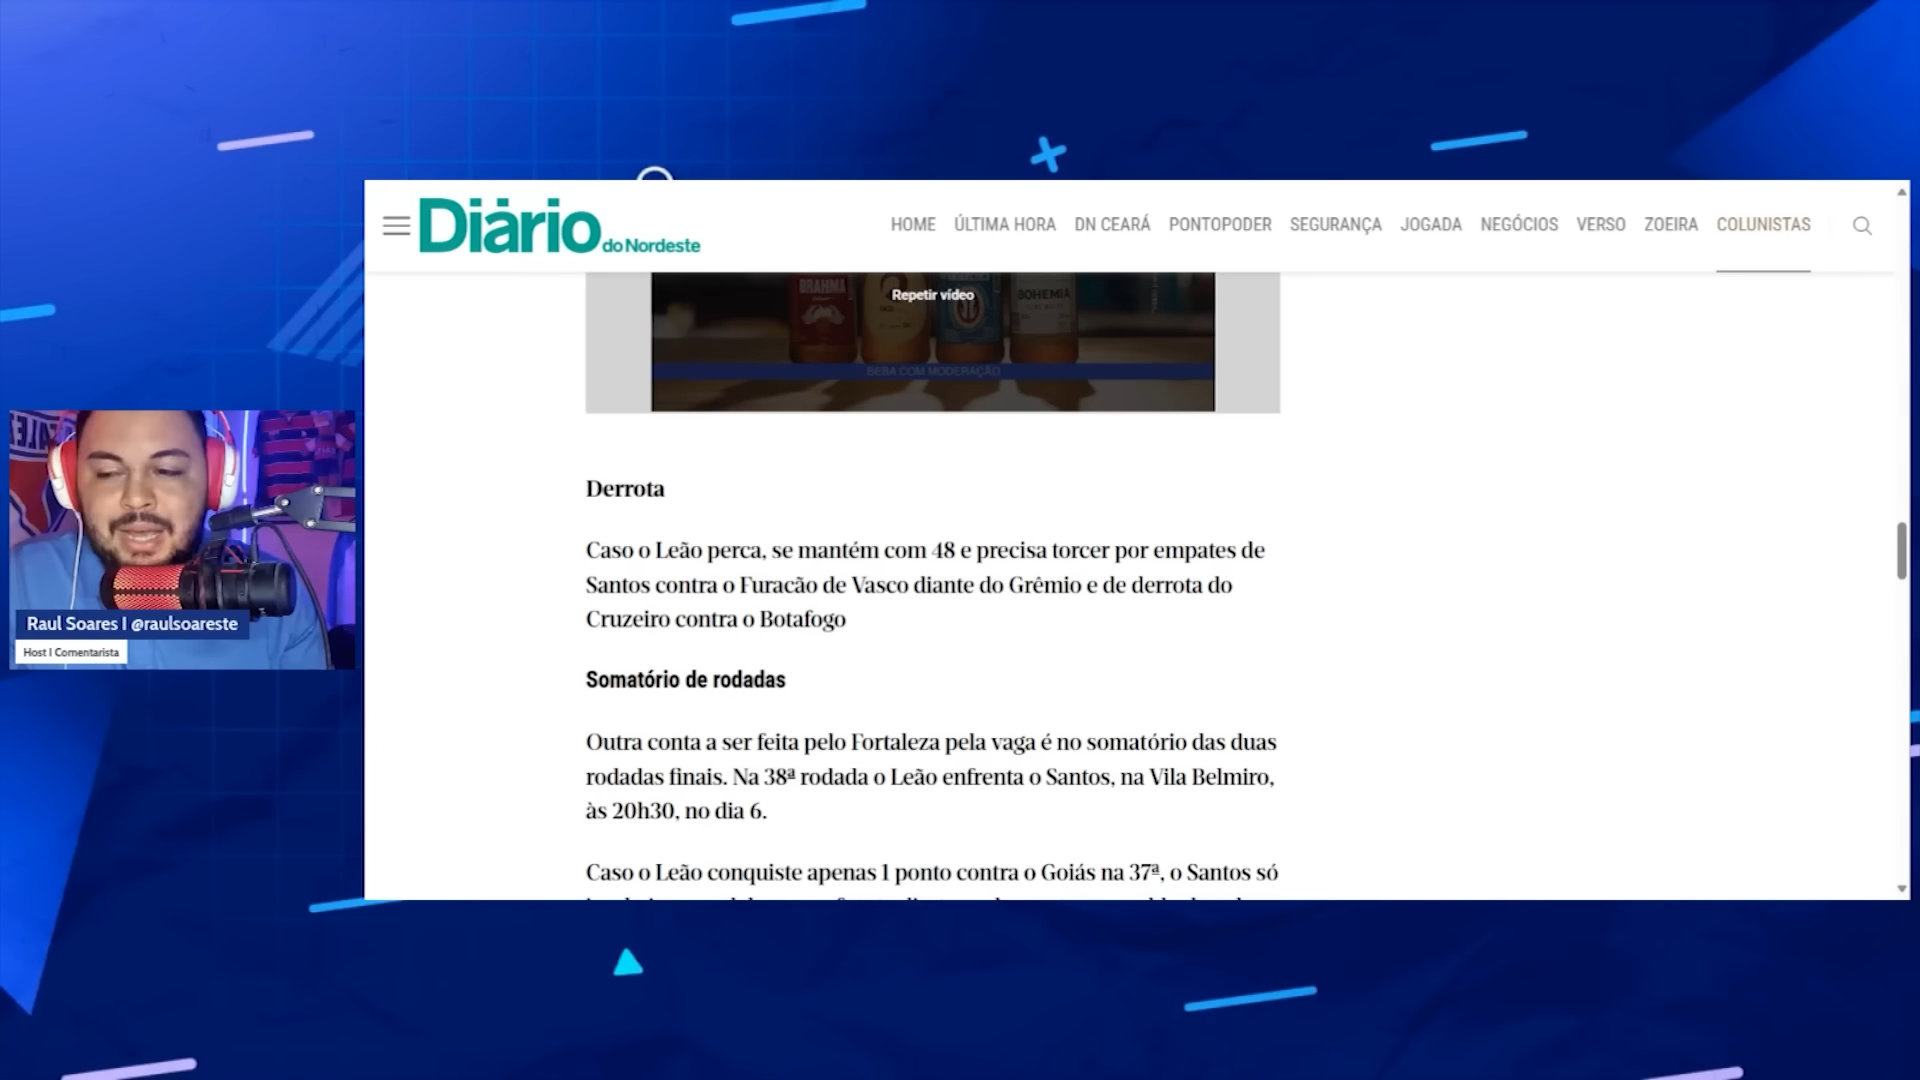 Diário do Nordeste
HOME ÚLTIMA HORA DN CEARÁ PONTOPODER SEGURANÇA JOGADA NEGÓCIOS VERSO ZOEIRA COLUNISTAS
BRAHMA
Repetir vídeo
BOHEMIA
BEBA COM MODERAÇÃO
Derrota
Caso o Leão perca, se mantém com 48 e precisa torcer por empates de
Santos contra o Furacão de Vasco diante do Grêmio e de derrota do
Cruzeiro contra o Botafogo
Somatório de rodadas
Outra conta a ser feita pelo Fortaleza pela vaga é no somatório das duas
rodadas finais. Na 38ª rodada o Leão enfrenta o Santos, na Vila Belmiro,
às 20h30, no dia 6.
Caso o Leão conquiste apenas 1 ponto contra o Goiás na 37ª, o Santos só
Raul Soares I @raulsoareste
Host I Comentarista